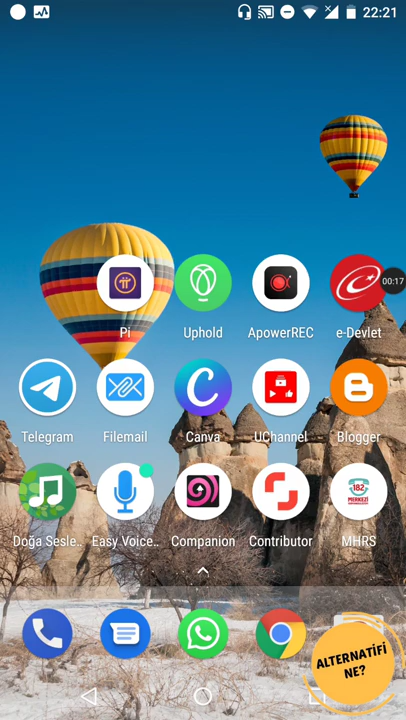 22:21
00:17
Pi
Uphold
ApowerREC
e-Devlet
Telegram
Filemail
Canva
UChannel
Blogger
182
MERKEZİ
Doğa Sesle..
Easy Voice..
Companion
Contributor
MHRS
ALTERNATİFİ
NE?